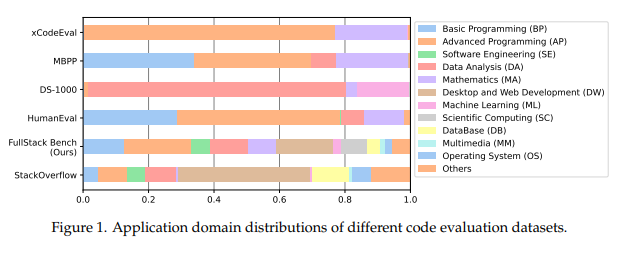 xCodeEval
MBPP
DS-1000
HumanEval
FullStack Bench
(Ours)
StackOverflow
0.0 0.2 0.4 0.6 0.8 1.0
Basic Programming (BP)
Advanced Programming (AP)
Software Engineering (SE)
Data Analysis (DA)
Mathematics (MA)
Desktop and Web Development (DW)
Machine Learning (ML)
Scientific Computing (SC)
DataBase (DB)
Multimedia (MM)
Operating System (OS)
Others
Figure 1. Application domain distributions of different code evaluation datasets.